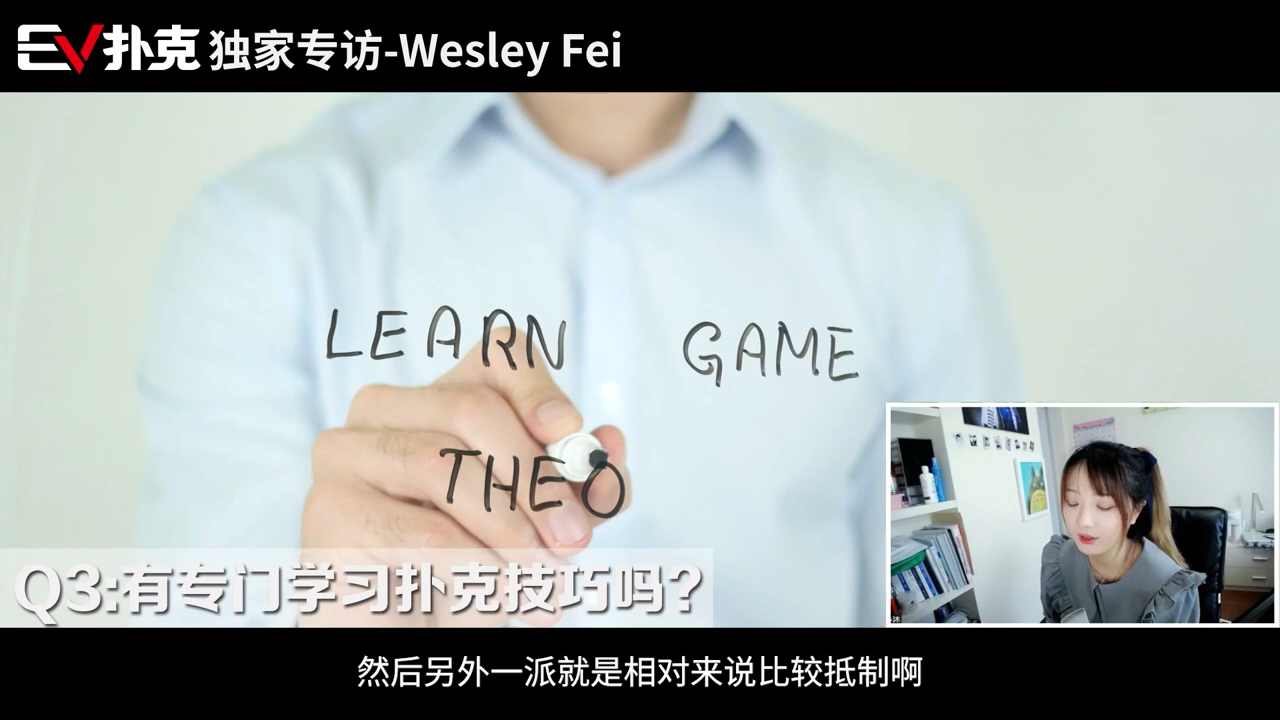 EV扑克 独家专访-Wesley Fei
LEARN GAME
THEO
Q3:有专门学习扑克技巧吗?
然后另外一派就是相对来说比较抵制啊